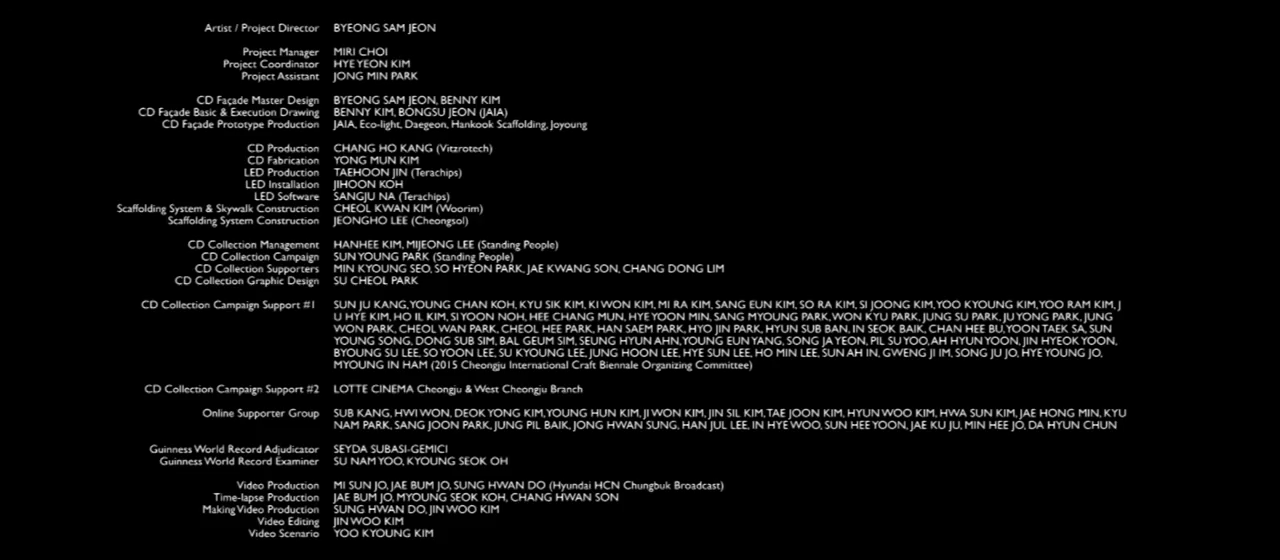 Artist / Project Director BYEONG SAM JEON
Project Manager MIRI CHOI
Project Coordinator HYE YEON KIM
Project Assistant JONG MIN PARK
CD Façade Master Design BYEONG SAM JEON, BENNY KIM
CD Façade Basic & Execution Drawing BENNY KIM, BONGSU JEON (JAIA)
CD Façade Prototype Production JAIA, Eco-light, Daegeon, Hankook Scaffolding, Joyoung
CD Production CHANG HO KANG (Vitzrotech)
CD Fabrication YONG MUN KIM
LED Production TAEHOON JIN (Terachips)
LED Installation JIHOON KOH
LED Software SANGJU NA (Terachips)
Scaffolding System & Skywalk Construction CHEOL KWAN KIM (Woorim)
Scaffolding System Construction JEONGHO LEE (Cheongsol)
CD Collection Management HANHEE KIM, MIJEONG LEE (Standing People)
CD Collection Campaign SUN YOUNG PARK (Standing People)
CD Collection Supporters MIN KYOUNG SEO, SO HYEON PARK, JAE KWANG SON, CHANG DONG LIM
CD Collection Graphic Design SU CHEOL PARK
CD Collection Campaign Support #1 SUN JU KANG, YOUNG CHAN KOH, KYU SIK KIM, KI WON KIM, MI RA KIM, SANG EUN KIM, SO RA KIM, SI JOONG KIM, YOO KYOUNG KIM, YOO RAM KIM, J
U HYE KIM, HO IL KIM, SI YOON NOH, HEE CHANG MUN, HYE YOON MIN, SANG MYOUNG PARK, WON KYU PARK, JUNG SU PARK, JU YONG PARK, JUNG
WON PARK, CHEOL WAN PARK, CHEOL HEE PARK, HAN SAEM PARK, HYO JIN PARK, HYUN SUB BAN, IN SEOK BAIK, CHAN HEE BU, YOON TAEK SA, SUN
YOUNG SONG, DONG SUB SIM, BAL GEUM SIM, SEUNG HYUN AHN, YOUNG EUN YANG, SONG JA YEON, PIL SU YOO, AH HYUN YOON, JIN HYEOK YOON,
BYOUNG SU LEE, SO YOON LEE, SU KYOUNG LEE, JUNG HOON LEE, HYE SUN LEE, HO MIN LEE, SUN AH IN, GWENG JI IM, SONG JU JO, HYE YOUNG JO,
MYOUNG IN HAM (2015 Cheongju International Craft Biennale Organizing Committee)
CD Collection Campaign Support #2 LOTTE CINEMA Cheongju & West Cheongju Branch
Online Supporter Group SUB KANG, HWI WON, DEOK YONG KIM, YOUNG HUN KIM, JI WON KIM, JIN SIL KIM, TAE JOON KIM, HYUN WOO KIM, HWA SUN KIM, JAE HONG MIN, KYU
NAM PARK, SANG JOON PARK, JUNG PIL BAIK, JONG HWAN SUNG, HAN JUL LEE, IN HYE WOO, SUN HEE YOON, JAE KU JU, MIN HEE JO, DA HYUN CHUN
Guinness World Record Adjudicator SEYDA SUBASI-GEMICI
Guinness World Record Examiner SU NAM YOO, KYOUNG SEOK OH
Video Production MI SUN JO, JAE BUM JO, SUNG HWAN DO (Hyundai HCN Chungbuk Broadcast)
Time-lapse Production JAE BUM JO, MYOUNG SEOK KOH, CHANG HWAN SON
Making Video Production SUNG HWAN DO, JIN WOO KIM
Video Editing JIN WOO KIM
Video Scenario YOO KYOUNG KIM